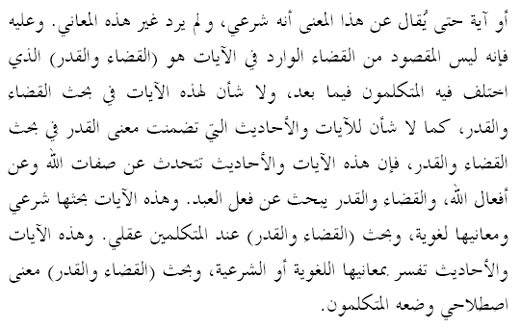 أو آية حتى يُقال عن هذا المعنى أنه شرعي، ولم يرد غير هذه المعاني. وعليه
فإنه ليس المقصود من القضاء الوارد في الآيات هو (القضاء والقدر) الذي
اختلف فيه المتكلمون فيما بعد، ولا شأن لهذه الآيات في بحث القضاء
والقدر، كما لا شأن للآيات والأحاديث التي تضمنت معنى القدر في بحث
القضاء والقدر، فإن هذه الآيات والأحاديث تتحدث عن صفات الله وعن
أفعال الله، والقضاء والقدر يبحث عن فعل العبد. وهذه الآيات بحثها شرعي
ومعانيها لغوية، وبحث (القضاء والقدر) عند المتكلمين عقلي. وهذه الآيات
والأحاديث تفسر بمعانيها اللغوية أو الشرعية، وبحث (القضاء والقدر) معنى
اصطلاحي وضعه المتكلمون.